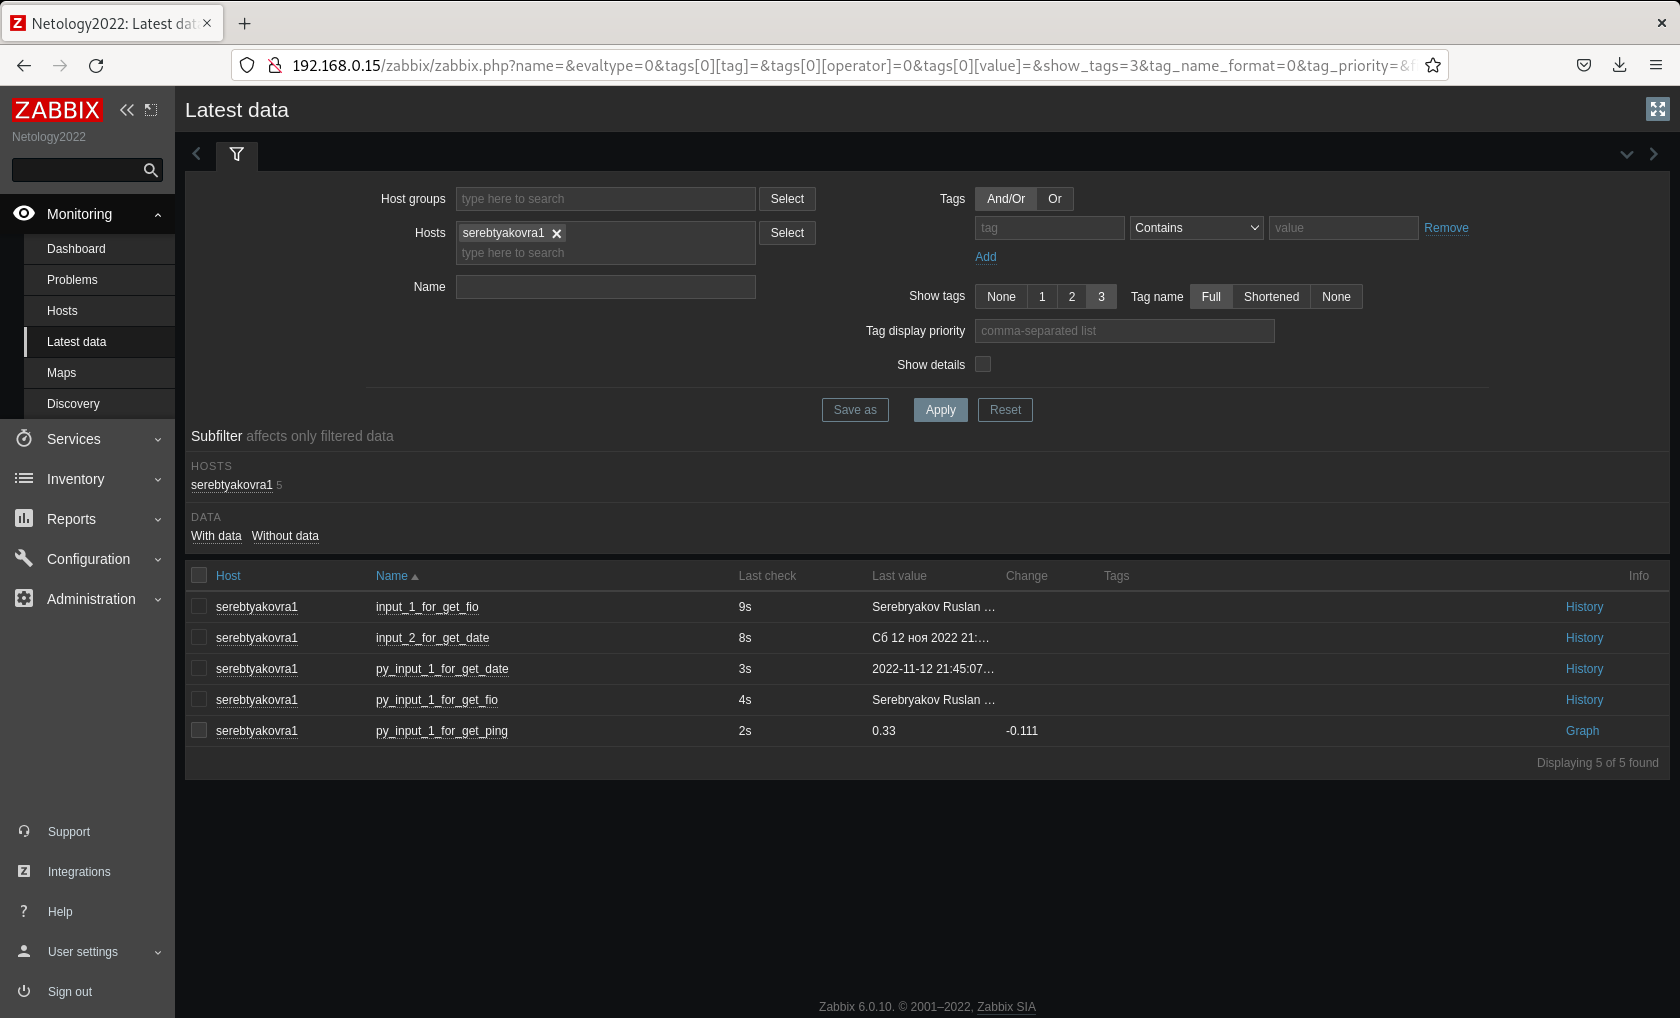 Netology2022: Latest dat
192.168.0.15/zabbix/zabbix.php?name=&evaltype=0&tags[0][tag]=&tags[0][operator]=0&tags[0][value]=&show_tags=3&tag_name_format=0&tag_priority=&f
ZABBIX
Netology2022
Latest data
Monitoring
Dashboard
Problems
Hosts
Latest data
Maps
Discovery
Services
Inventory
Reports
Configuration
Administration
Support
Integrations
Help
User settings
Sign out
Host groups type here to search Select
Hosts serebtyakovra1 Select
type here to search
Name
Tags And/Or Or
tag Contains value Remove
Add
Show tags None 1 2 3 Tag name Full Shortened None
Tag display priority comma-separated list
Show details
Save as Apply Reset
Subfilter affects only filtered data
HOSTS
serebtyakovra1 5
DATA
With data Without data
Host Name Last check Last value Change Tags Info
serebtyakovra1 input_1_for_get_fio 9s Serebryakov Ruslan … History
serebtyakovra1 input_2_for_get_date 8s Сб 12 ноя 2022 21:… History
serebtyakovra1 py_input_1_for_get_date 3s 2022-11-12 21:45:07… History
serebtyakovra1 py_input_1_for_get_fio 4s Serebryakov Ruslan … History
serebtyakovra1 py_input_1_for_get_ping 2s 0.33 -0.111 Graph
Displaying 5 of 5 found
Zabbix 6.0.10. © 2001–2022, Zabbix SIA